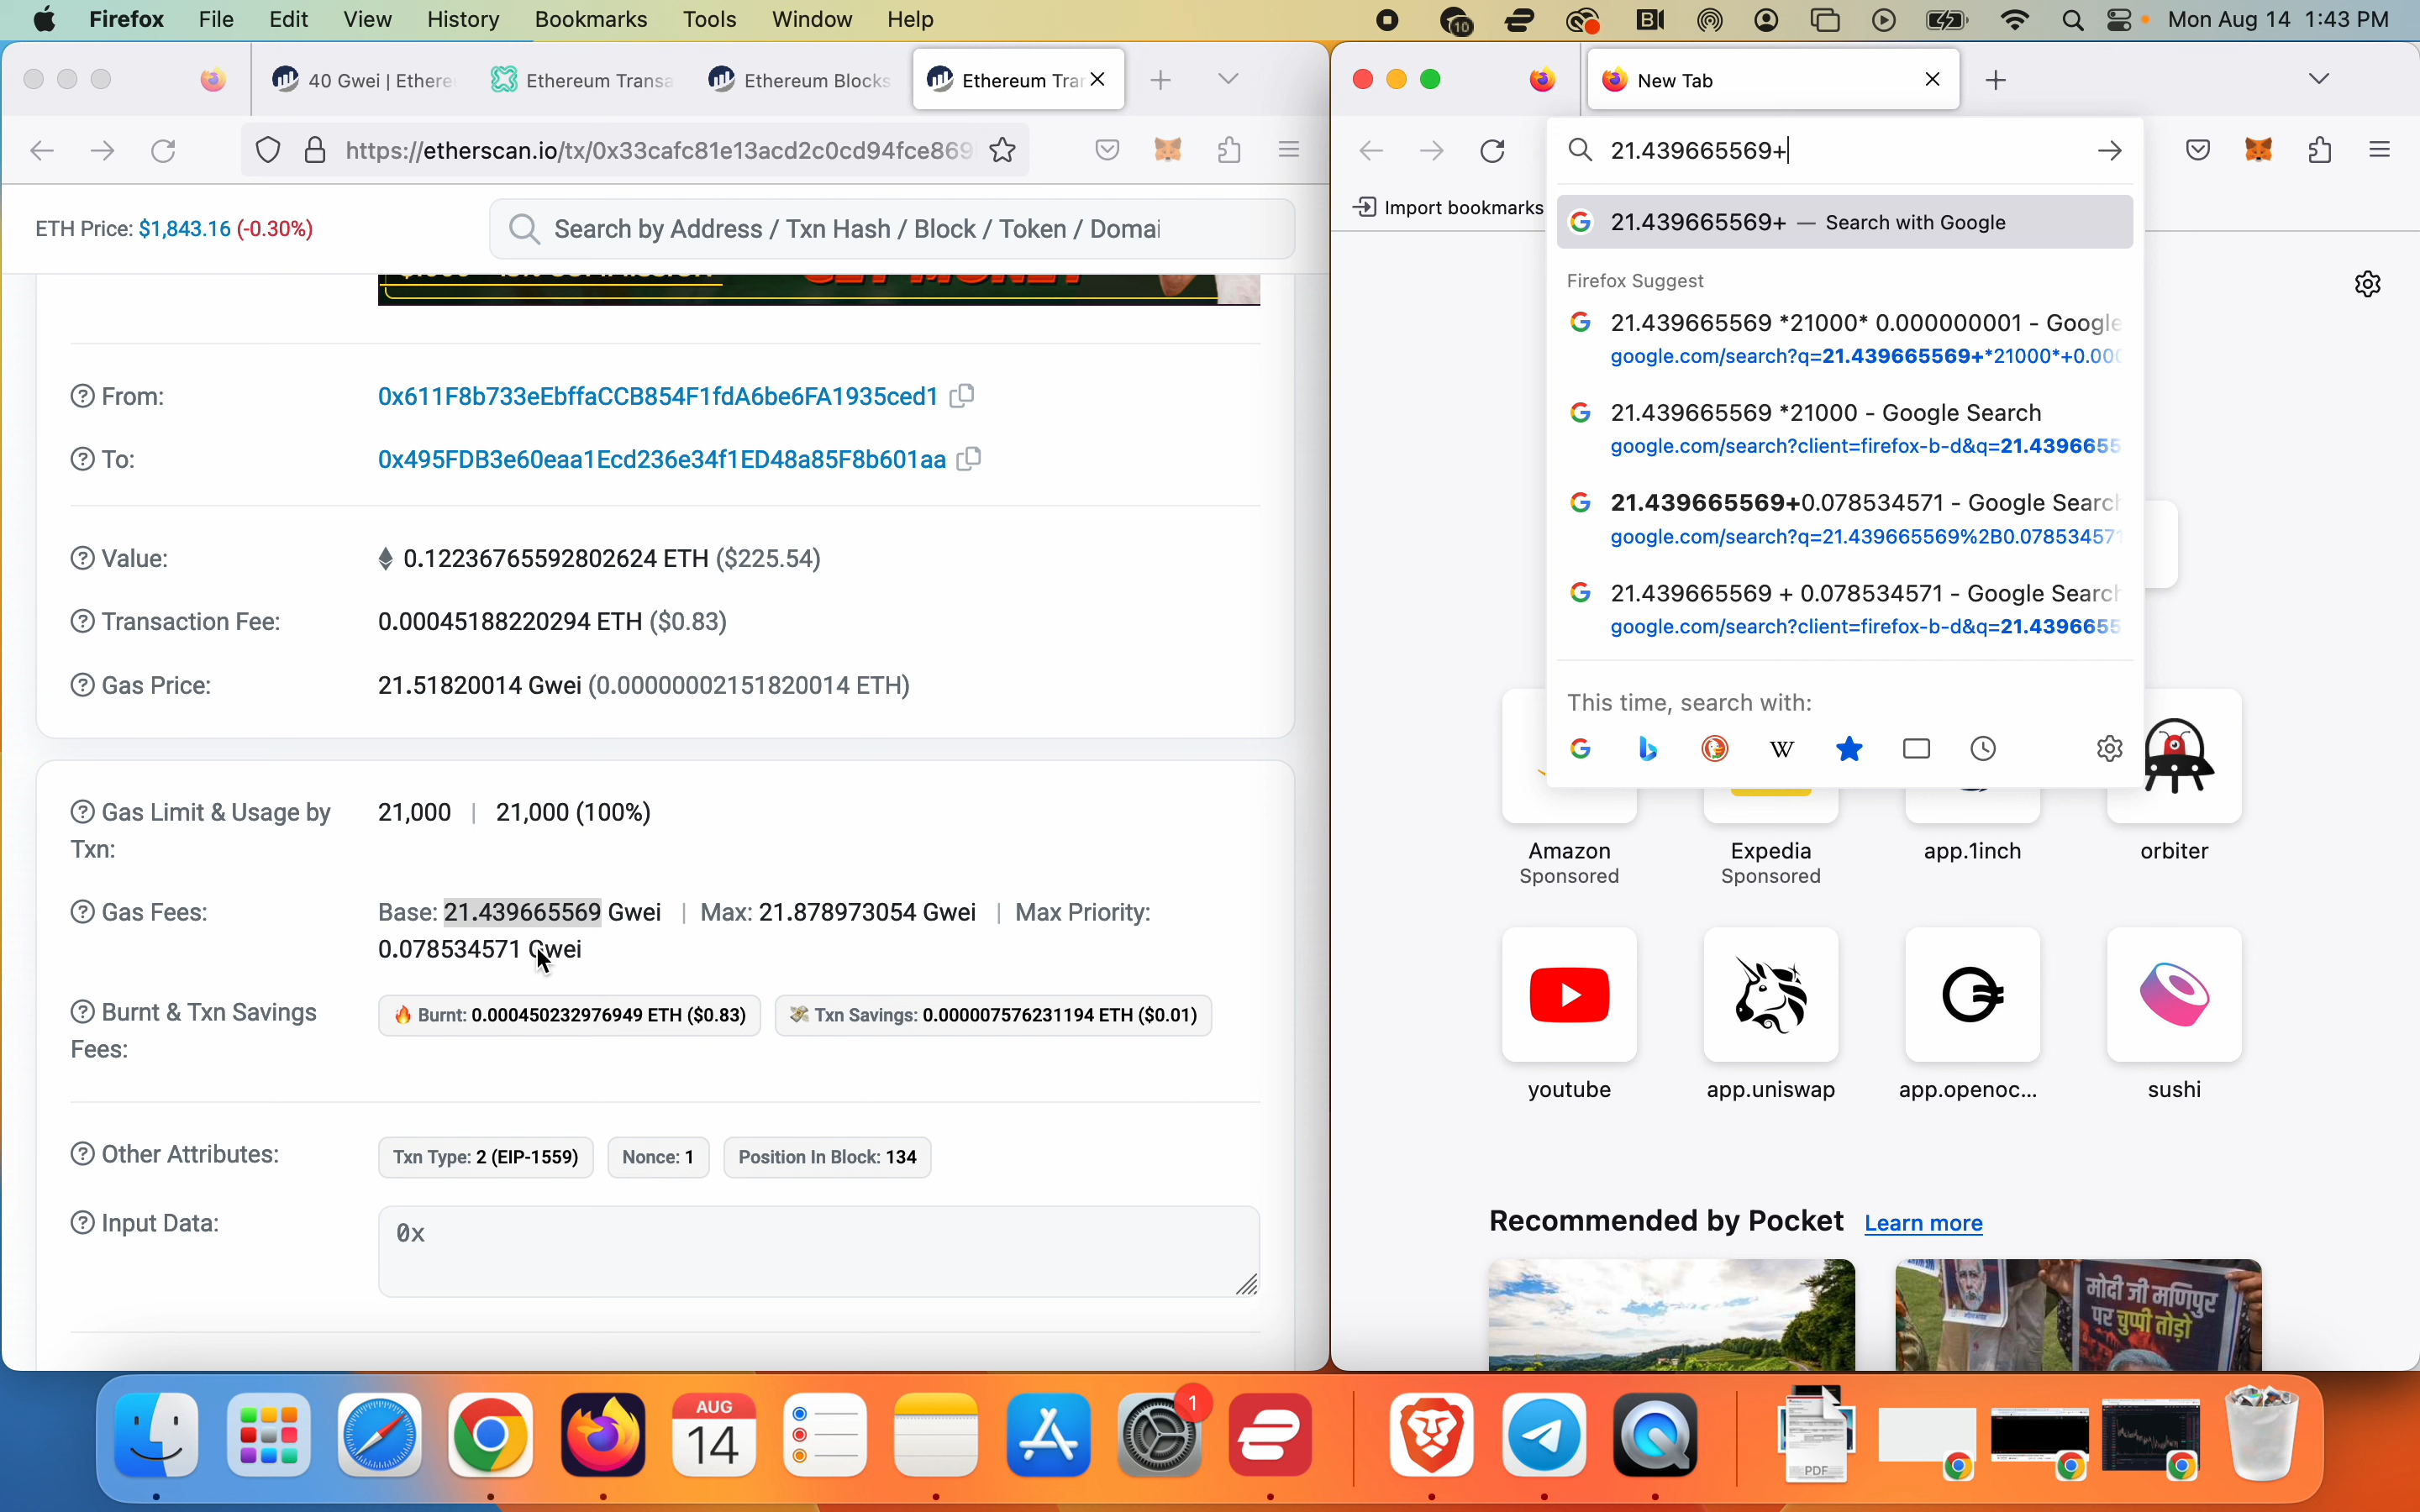 Firefox File Edit View History Bookmarks Tools Window Help
10
Mon Aug 14 1:43 PM
40 Gwei | Ethere
Ethereum Transa
Ethereum Blocks
Ethereum Trar
New Tab
https://etherscan.io/tx/0x33cafc81e13acd2c0cd94fce869
21.439665569+
Import bookmarks
21.439665569+ — Search with Google
ETH Price: $1,843.16 (-0.30%)
Search by Address / Txn Hash / Block / Token / Domai
Firefox Suggest
21.439665569 *21000* 0.000000001 - Google
google.com/search?q=21.439665569+*21000*+0.000
21.439665569 *21000 - Google Search
google.com/search?client=firefox-b-d&q=21.4396655
21.439665569+0.078534571 - Google Search
google.com/search?q=21.439665569%2B0.078534571
21.439665569 + 0.078534571 - Google Search
google.com/search?client=firefox-b-d&q=21.4396655
This time, search with:
From: 0x611F8b733eEbffaCCB854F1fdA6be6FA1935ced1
To: 0x495FDB3e60eaa1Ecd236e34f1ED48a85F8b601aa
Value: 0.12236765592802624 ETH ($225.54)
Transaction Fee: 0.00045188220294 ETH ($0.83)
Gas Price: 21.51820014 Gwei (0.00000002151820014 ETH)
Gas Limit & Usage by Txn: 21,000 | 21,000 (100%)
Gas Fees: Base: 21.439665569 Gwei | Max: 21.878973054 Gwei | Max Priority:
0.078534571 Gwei
Burnt & Txn Savings Fees: Burnt: 0.000450232976949 ETH ($0.83) Txn Savings: 0.000007576231194 ETH ($0.01)
Other Attributes: Txn Type: 2 (EIP-1559) Nonce: 1 Position In Block: 134
Input Data: 0x
Amazon
Sponsored
Expedia
Sponsored
app.1inch
orbiter
youtube
app.uniswap
app.openoc...
sushi
Recommended by Pocket Learn more
मोदी जी मणिपुर
पर चुप्पी तोड़ो
AUG
14
1
PDF